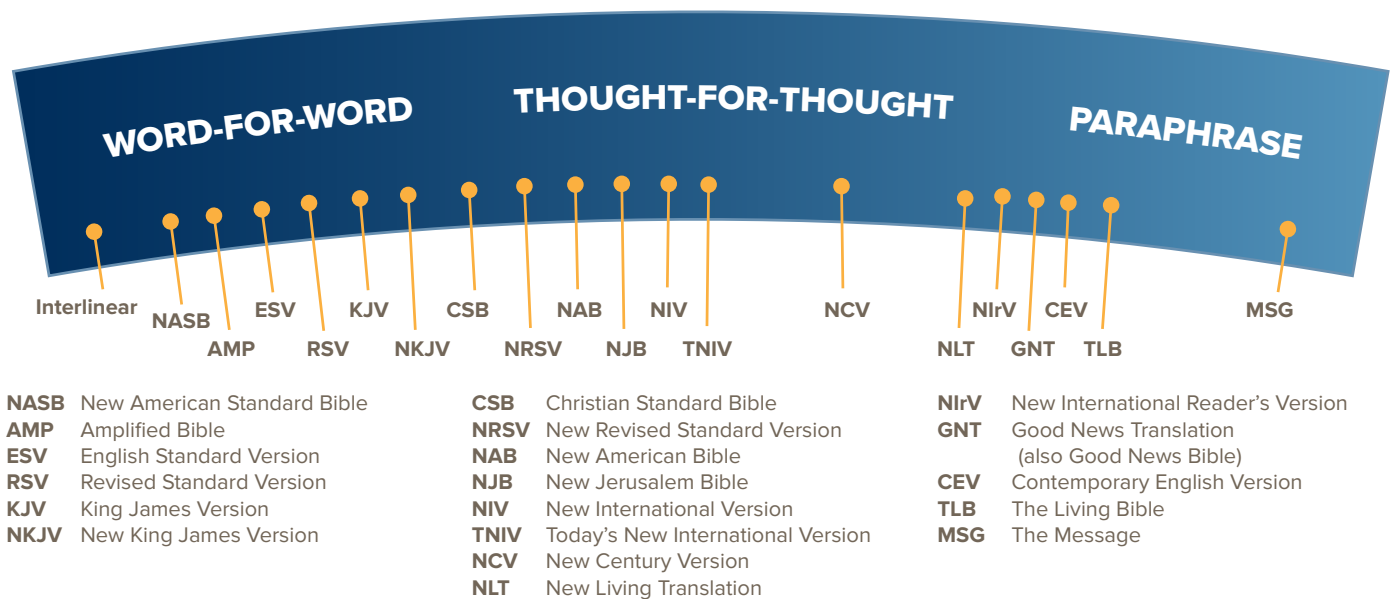 WORD-FOR-WORD
THOUGHT-FOR-THOUGHT
PARAPHRASE
Interlinear
NASB
AMP
ESV
RSV
KJV
NKJV
CSB
NRSV
NAB
NJB
NIV
TNIV
NCV
NLT
NIrV
GNT
CEV
TLB
MSG
NASB New American Standard Bible
AMP Amplified Bible
ESV English Standard Version
RSV Revised Standard Version
KJV King James Version
NKJV New King James Version
CSB Christian Standard Bible
NRSV New Revised Standard Version
NAB New American Bible
NJB New Jerusalem Bible
NIV New International Version
TNIV Today’s New International Version
NCV New Century Version
NLT New Living Translation
NIrV New International Reader’s Version
GNT Good News Translation
(also Good News Bible)
CEV Contemporary English Version
TLB The Living Bible
MSG The Message